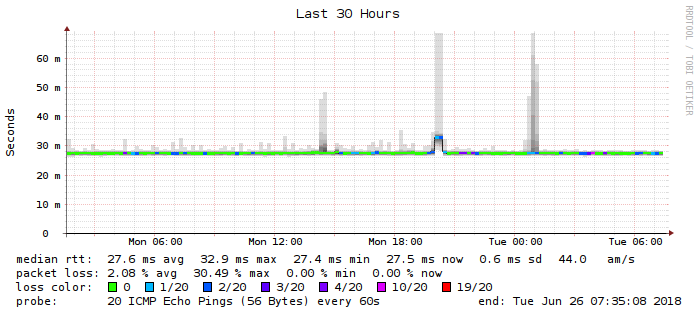 Last 30 Hours
RRDTOOL / TOBI OETIKER
Seconds
60 m
50 m
40 m
30 m
20 m
10 m
0
Mon 06:00 Mon 12:00 Mon 18:00 Tue 00:00 Tue 06:00
median rtt: 27.6 ms avg 32.9 ms max 27.4 ms min 27.5 ms now 0.6 ms sd 44.0 am/s
packet loss: 2.08 % avg 30.49 % max 0.00 % min 0.00 % now
loss color: 0 1/20 2/20 3/20 4/20 10/20 19/20
probe: 20 ICMP Echo Pings (56 Bytes) every 60s end: Tue Jun 26 07:35:08 2018